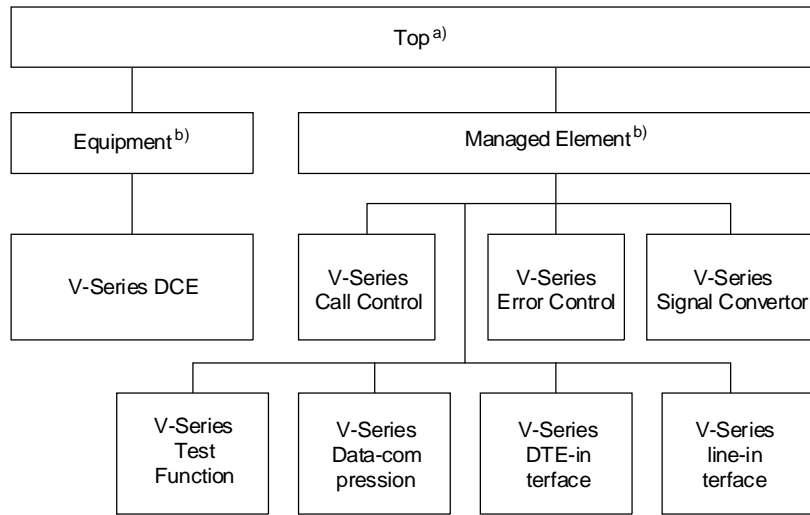 Top a)
Equipment b)
Managed Element b)
V-Series DCE
V-Series
Call Control
V-Series
Error Control
V-Series
Signal Convertor
V-Series
Test
Function
V-Series
Data-com
pression
V-Series
DTE-in
terface
V-Series
line-in
terface